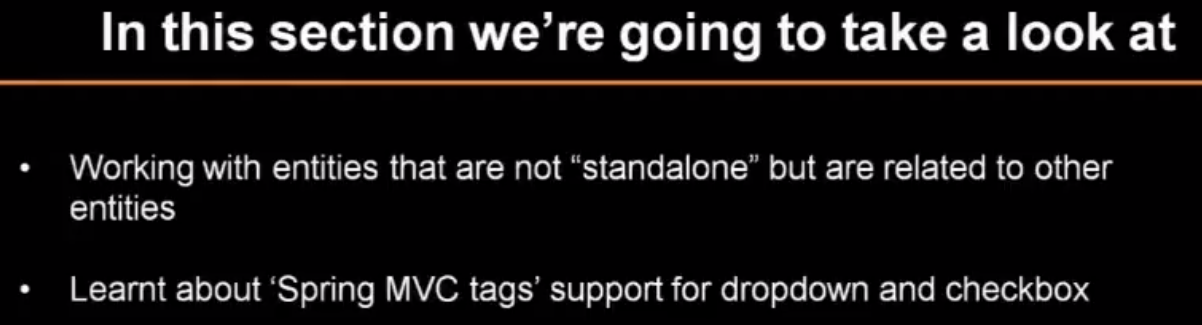 In this section we’re going to take a look at
• Working with entities that are not “standalone” but are related to other
entities
• Learnt about ‘Spring MVC tags’ support for dropdown and checkbox